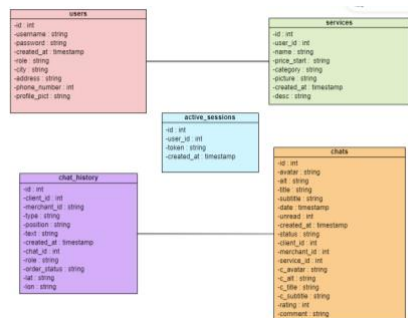 users
-id : int
-username : string
-password : string
-created_at : timestamp
-role : string
-city : string
-address : string
-phone_number : int
-profile_pict : string
services
-id : int
-user_id : int
-name : string
-price_start : string
-category : string
-picture : string
-created_at : timestamp
-desc : string
active_sessions
-id : int
-user_id : int
-token : string
-created_at : timestamp
chat_history
-id : int
-client_id : int
-merchant_id : string
-type : string
-position : string
-text : string
-created_at : timestamp
-chat_id : int
-role : string
-order_status : string
-lat : string
-lon : string
chats
-id : int
-avatar : string
-alt : string
-title : string
-subtitle : string
-date : timestamp
-unread : int
-created_at : timestamp
-status : string
-client_id : int
-merchant_id : int
-service_id : int
-c_avatar : string
-c_alt : string
-c_title : string
-c_subtitle : string
-rating : int
-comment : string